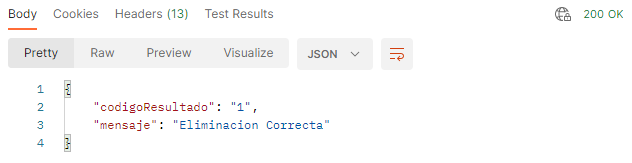 Body Cookies Headers (13) Test Results 200 OK
Pretty Raw Preview Visualize JSON
1 {
2 "codigoResultado": "1",
3 "mensaje": "Eliminacion Correcta"
4 }